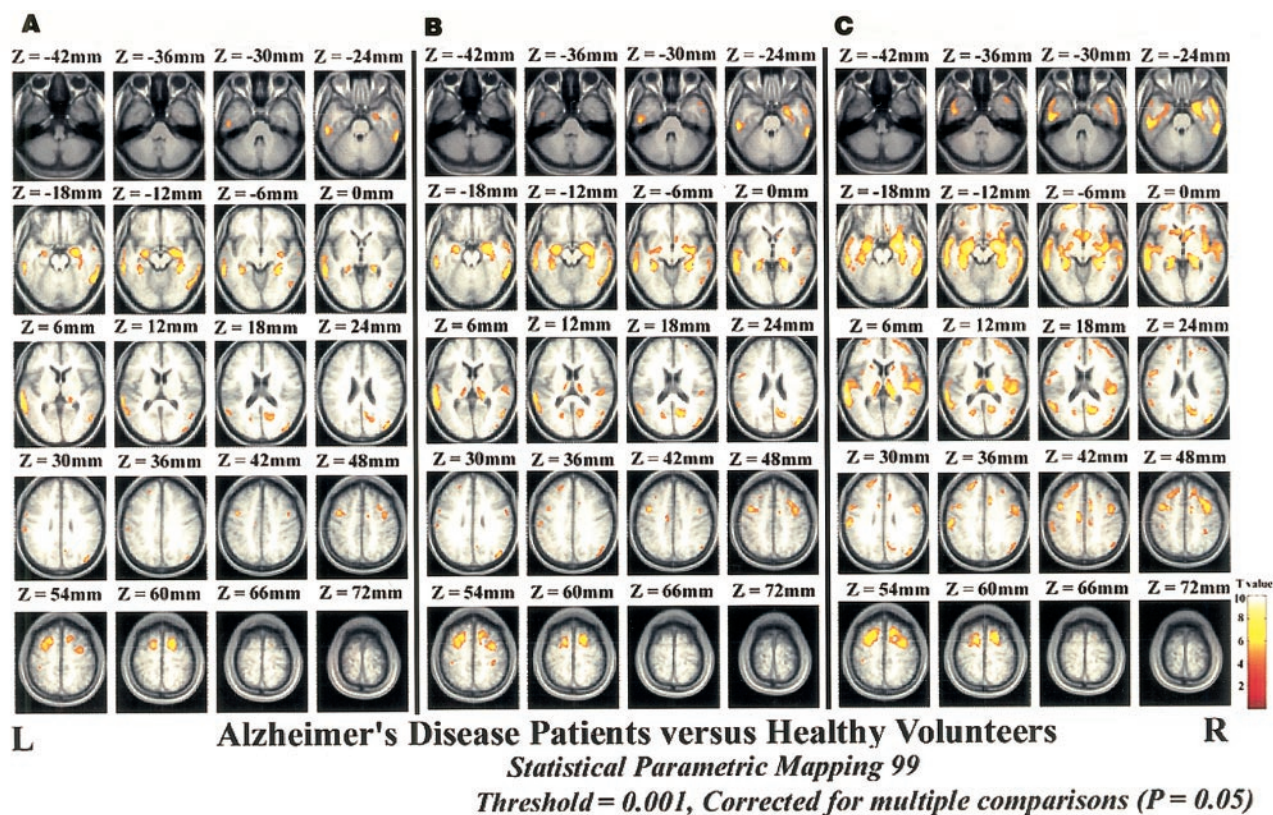 A B C
Z = -42mm Z = -36mm Z = -30mm Z = -24mm Z = -42mm Z = -36mm Z = -30mm Z = -24mm Z = -42mm Z = -36mm Z = -30mm Z = -24mm
Z = -18mm Z = -12mm Z = -6mm Z = 0mm Z = -18mm Z = -12mm Z = -6mm Z = 0mm Z = -18mm Z = -12mm Z = -6mm Z = 0mm
Z = 6mm Z = 12mm Z = 18mm Z = 24mm Z = 6mm Z = 12mm Z = 18mm Z = 24mm Z = 6mm Z = 12mm Z = 18mm Z = 24mm
Z = 30mm Z = 36mm Z = 42mm Z = 48mm Z = 30mm Z = 36mm Z = 42mm Z = 48mm Z = 30mm Z = 36mm Z = 42mm Z = 48mm
Z = 54mm Z = 60mm Z = 66mm Z = 72mm Z = 54mm Z = 60mm Z = 66mm Z = 72mm Z = 54mm Z = 60mm Z = 66mm Z = 72mm
T value
10
8
6
4
2
L Alzheimer's Disease Patients versus Healthy Volunteers R
Statistical Parametric Mapping 99
Threshold = 0.001, Corrected for multiple comparisons (P = 0.05)